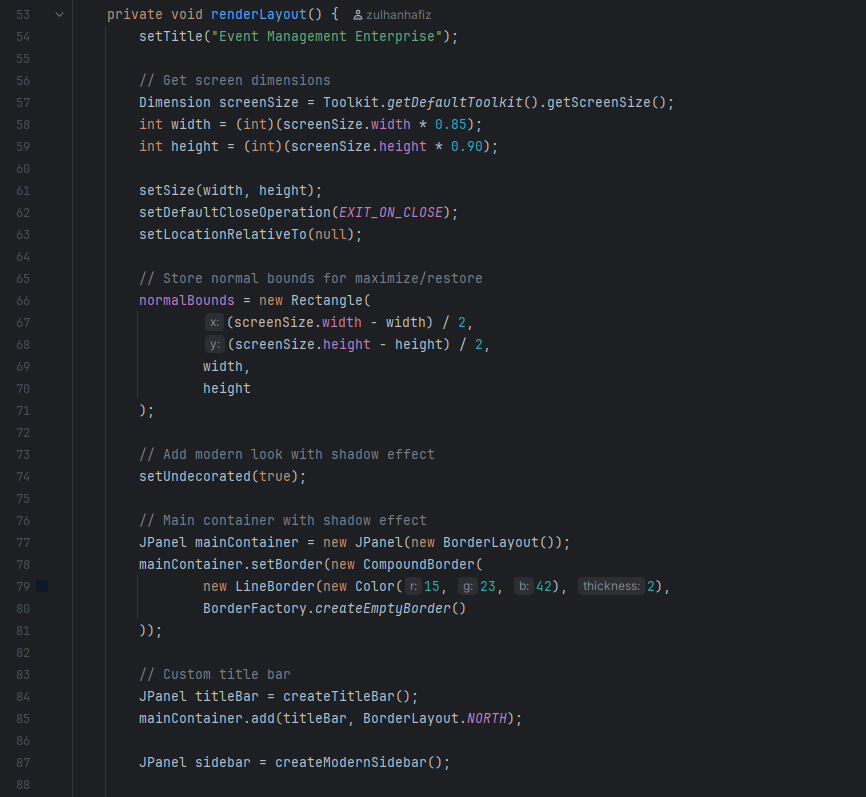 53 private void renderLayout() { zulhanhafiz
54 setTitle("Event Management Enterprise");
55
56 // Get screen dimensions
57 Dimension screenSize = Toolkit.getDefaultToolkit().getScreenSize();
58 int width = (int)(screenSize.width * 0.85);
59 int height = (int)(screenSize.height * 0.90);
60
61 setSize(width, height);
62 setDefaultCloseOperation(EXIT_ON_CLOSE);
63 setLocationRelativeTo(null);
64
65 // Store normal bounds for maximize/restore
66 normalBounds = new Rectangle(
67 x: (screenSize.width - width) / 2,
68 y: (screenSize.height - height) / 2,
69 width,
70 height
71 );
72
73 // Add modern look with shadow effect
74 setUndecorated(true);
75
76 // Main container with shadow effect
77 JPanel mainContainer = new JPanel(new BorderLayout());
78 mainContainer.setBorder(new CompoundBorder(
79 new LineBorder(new Color( r: 15, g: 23, b: 42), thickness: 2),
80 BorderFactory.createEmptyBorder()
81 ));
82
83 // Custom title bar
84 JPanel titleBar = createTitleBar();
85 mainContainer.add(titleBar, BorderLayout.NORTH);
86
87 JPanel sidebar = createModernSidebar();
88